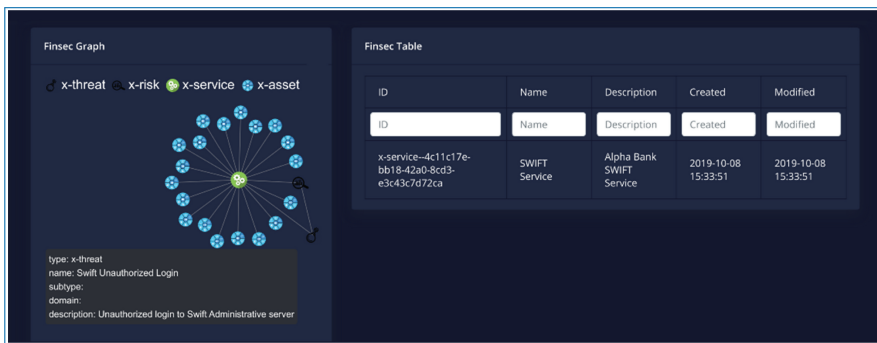 Finsec Graph
x-threat x-risk x-service x-asset
type: x-threat
name: Swift Unauthorized Login
subtype:
domain:
description: Unauthorized login to Swift Administrative server
Finsec Table
ID Name Description Created Modified
ID Name Description Created Modified
x-service--4c11c17e-
bb18-42a0-8cd3-
e3c43c7d72ca
SWIFT
Service
Alpha Bank
SWIFT
Service
2019-10-08
15:33:51
2019-10-08
15:33:51